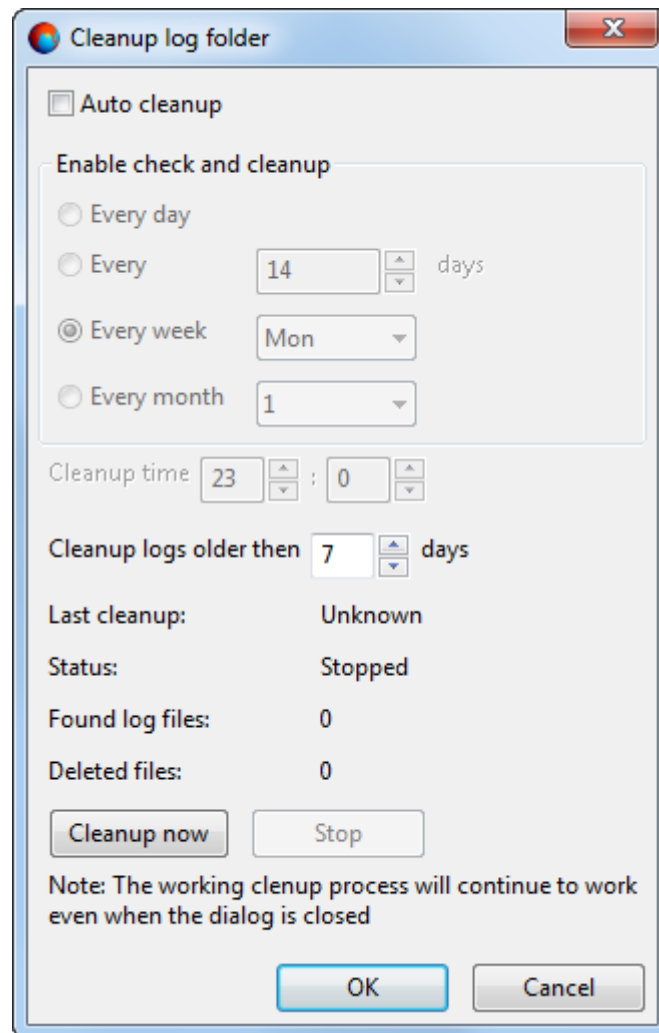 Cleanup log folder
Auto cleanup
Enable check and cleanup
Every day
Every 14 days
Every week Mon
Every month 1
Cleanup time 23 : 0
Cleanup logs older then 7 days
Last cleanup: Unknown
Status: Stopped
Found log files: 0
Deleted files: 0
Cleanup now Stop
Note: The working clenup process will continue to work
even when the dialog is closed
OK Cancel